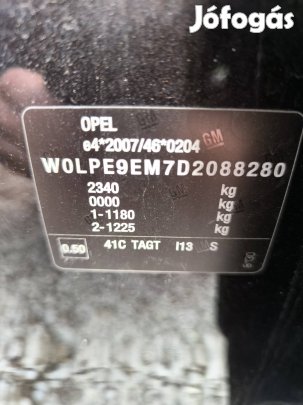 Jófogás
OPEL
e4*2007/46*0204
GM
W0LPE9EM7D2088280
2340 kg
0000 kg
1-1180 kg
2-1225 kg
0.50 41C TAGT I13 S